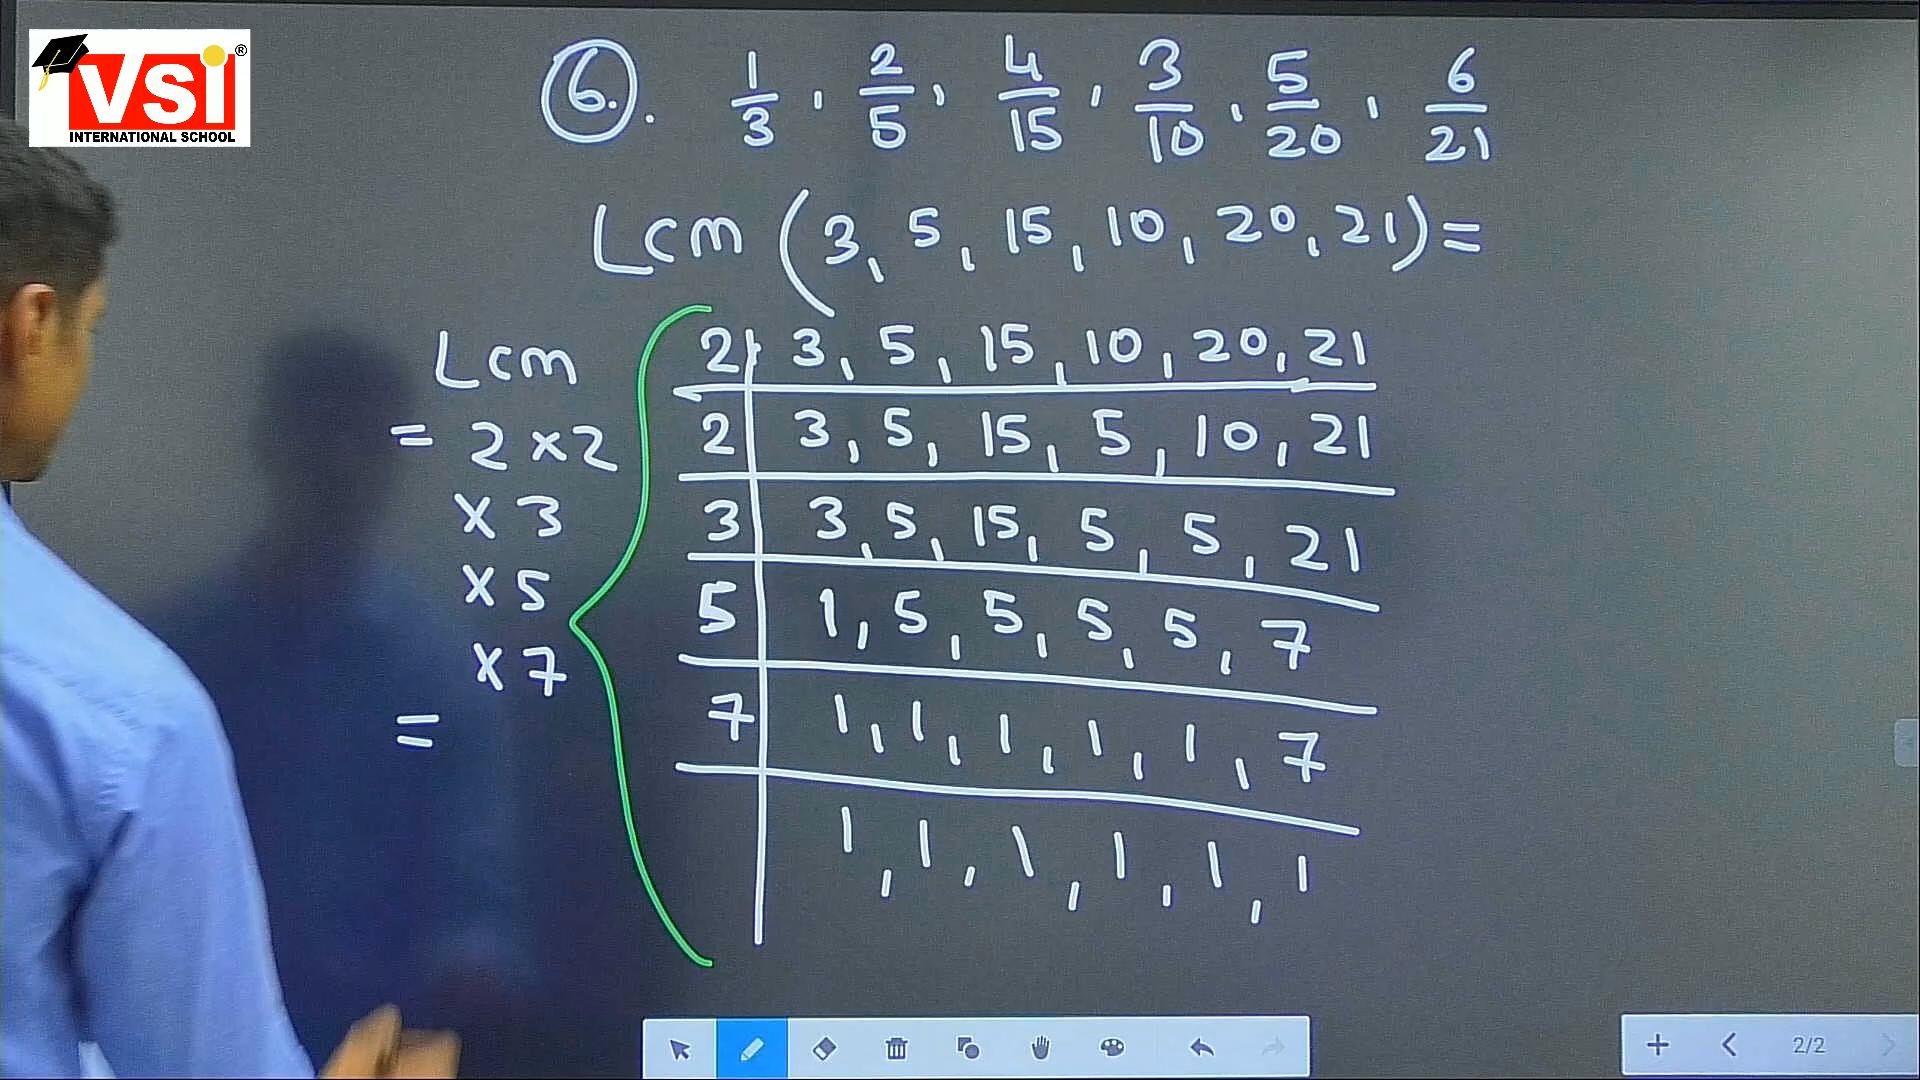 VSI®
INTERNATIONAL SCHOOL
6. 1/3, 2/5, 4/15, 3/10, 5/20, 6/21
Lcm (3, 5, 15, 10, 20, 21) =
2 | 3, 5, 15, 10, 20, 21
2 | 3, 5, 15, 5, 10, 21
3 | 3, 5, 15, 5, 5, 21
5 | 1, 5, 5, 5, 5, 7
7 | 1, 1, 1, 1, 1, 7
1, 1, 1, 1, 1, 1
Lcm
= 2 × 2
× 3
× 5
× 7
=
2/2